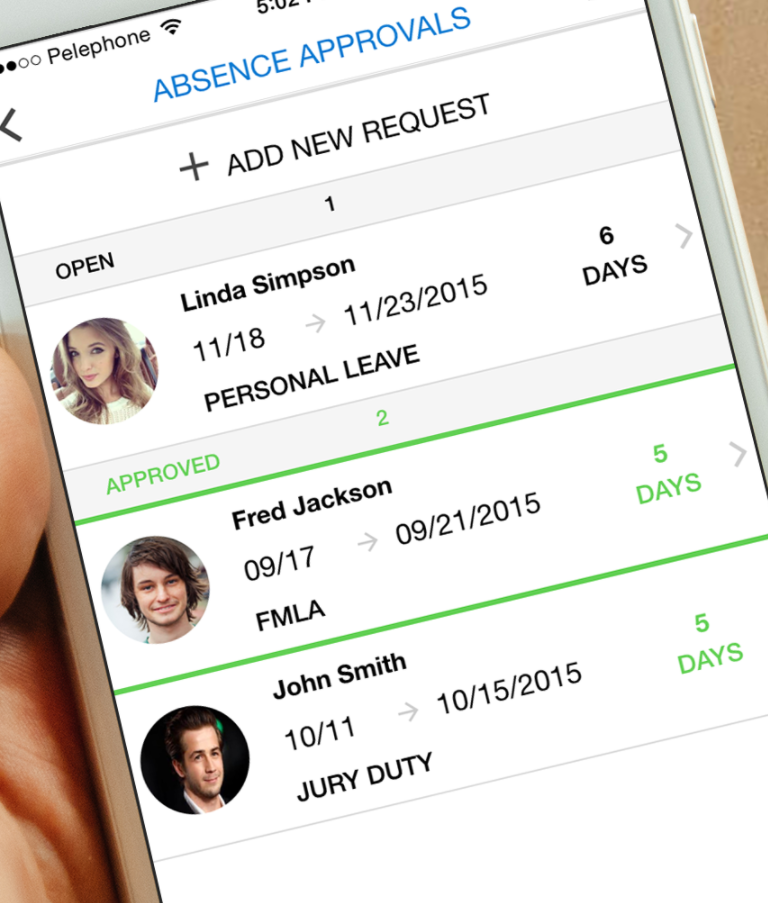 Pelephone
ABSENCE APPROVALS
+ ADD NEW REQUEST
OPEN 1
Linda Simpson
11/18 → 11/23/2015
6 DAYS
PERSONAL LEAVE
APPROVED 2
Fred Jackson
09/17 → 09/21/2015
5 DAYS
FMLA
John Smith
10/11 → 10/15/2015
5 DAYS
JURY DUTY